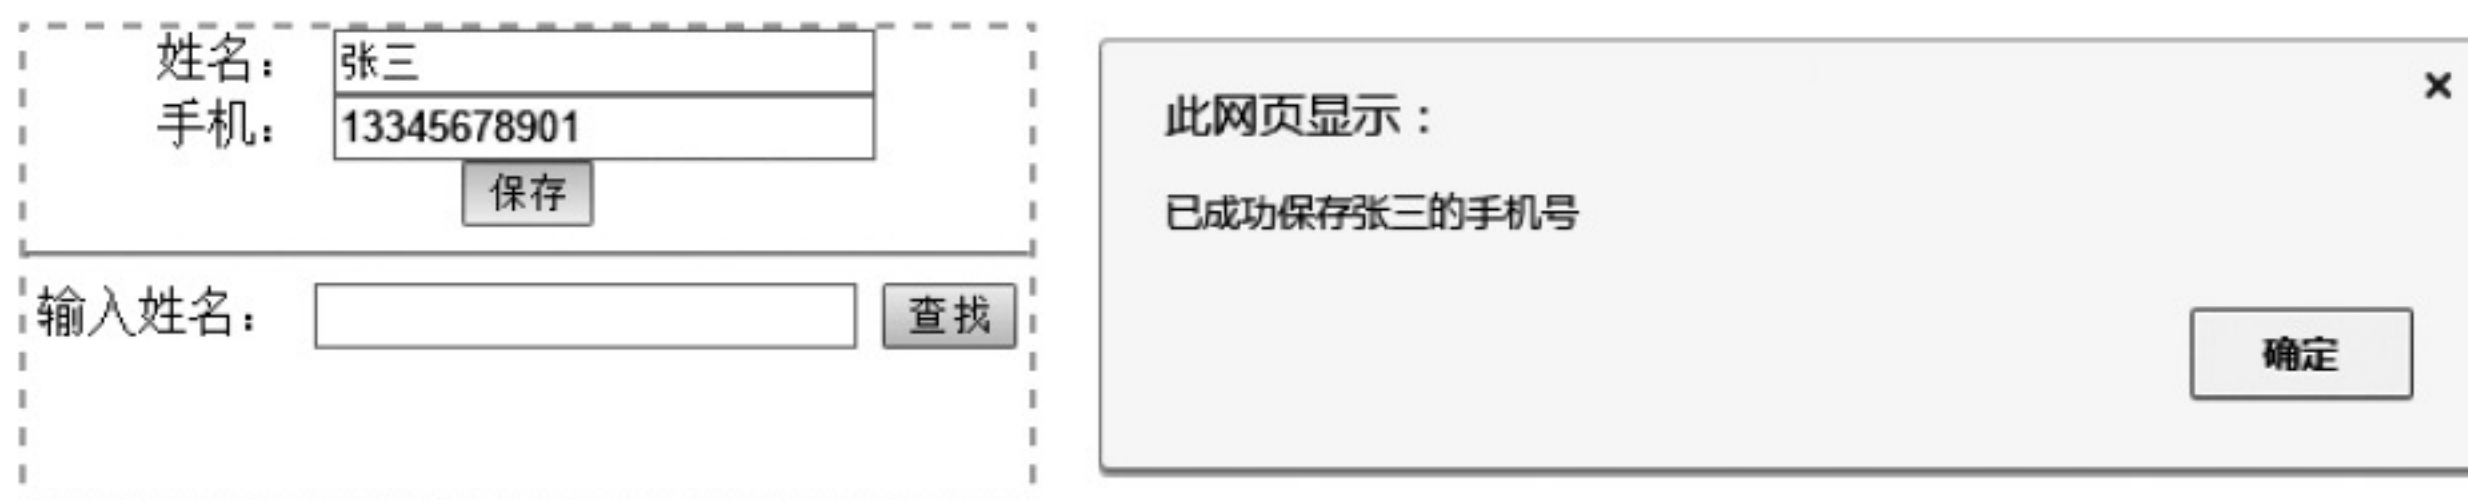 姓名： 张三
手机： 13345678901
保存
输入姓名： 查找
此网页显示：
已成功保存张三的手机号
确定